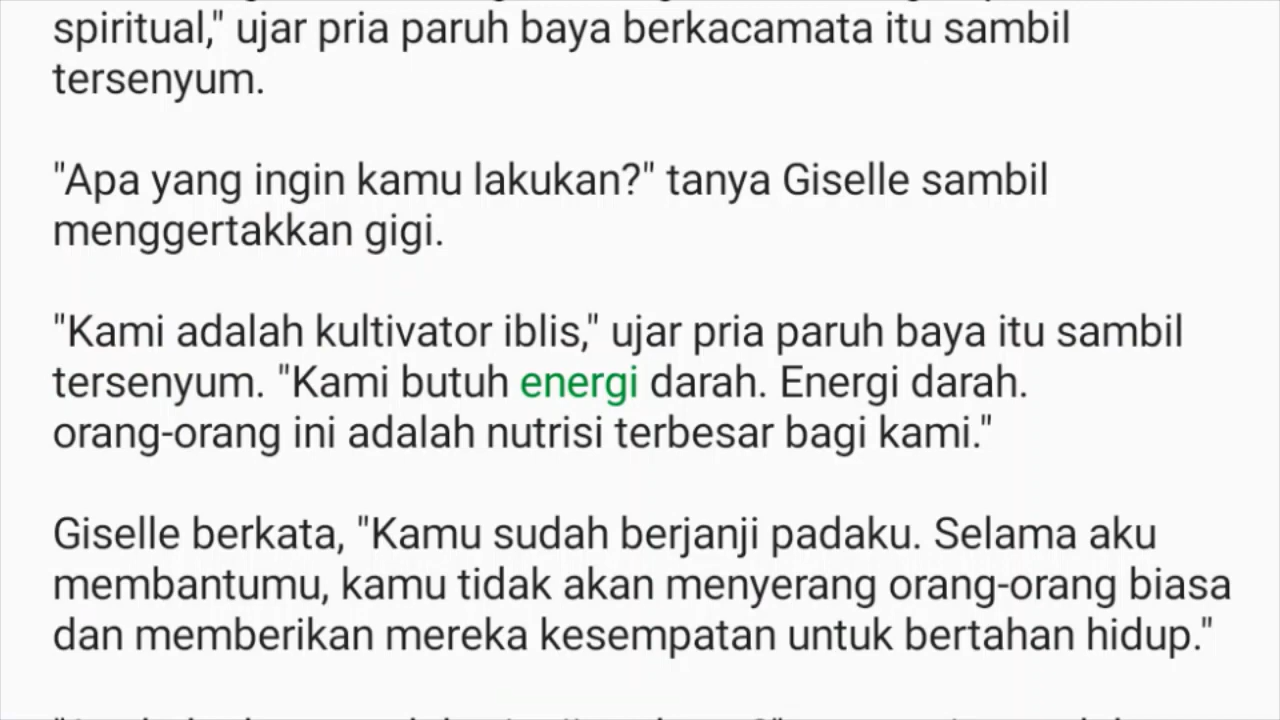 spiritual," ujar pria paruh baya berkacamata itu sambil
tersenyum.
"Apa yang ingin kamu lakukan?" tanya Giselle sambil
menggertakkan gigi.
"Kami adalah kultivator iblis," ujar pria paruh baya itu sambil
tersenyum. "Kami butuh energi darah. Energi darah.
orang-orang ini adalah nutrisi terbesar bagi kami."
Giselle berkata, "Kamu sudah berjanji padaku. Selama aku
membantumu, kamu tidak akan menyerang orang-orang biasa
dan memberikan mereka kesempatan untuk bertahan hidup."